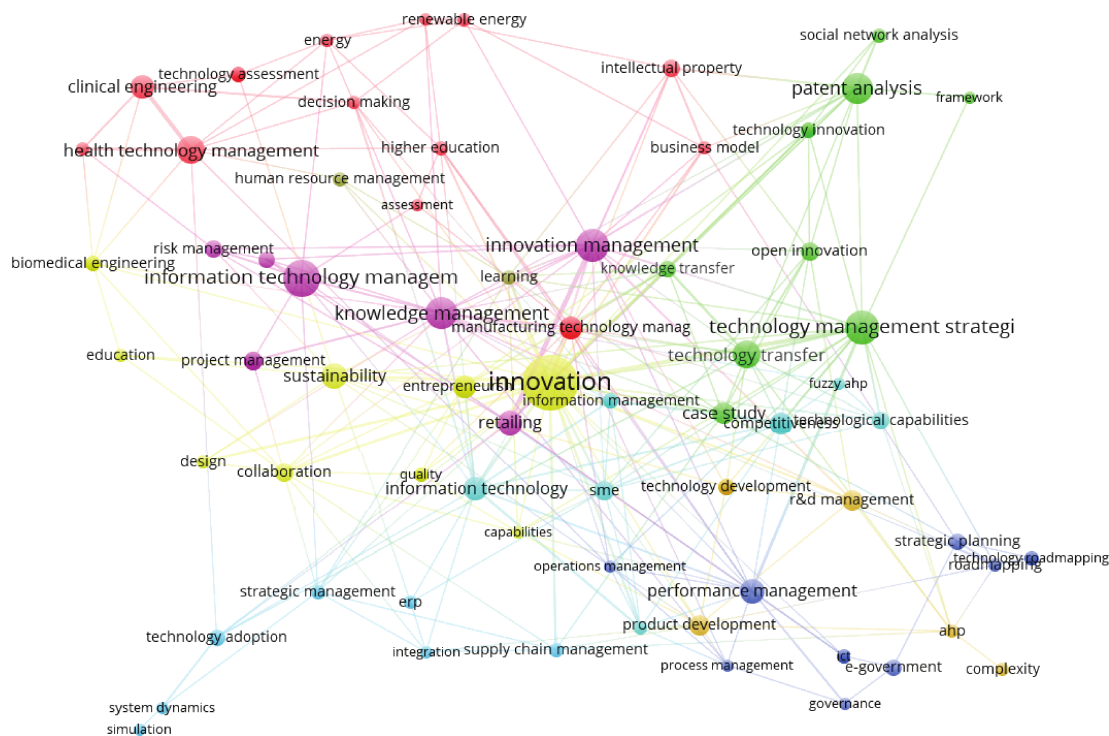 renewable energy
social network analysis
energy
intellectual property
technology assessment
clinical engineering
patent analysis
framework
decision making
technology innovation
higher education
business model
health technology management
human resource management
assessment
innovation management
risk management
open innovation
biomedical engineering
knowledge transfer
information technology managem
learning
knowledge management
manufacturing technology manag
technology management strategi
education
project management
technology transfer
sustainability
innovation
entrepreneursh
fuzzy ahp
information management
case study
retailing
competitiveness
technological capabilities
design
collaboration
quality
information technology
sme
technology development
r&d management
capabilities
strategic planning
technology roadmapping
roadmapping
operations management
strategic management
performance management
erp
product development
ahp
technology adoption
integration
supply chain management
ict
process management
e-government
complexity
governance
system dynamics
simulation